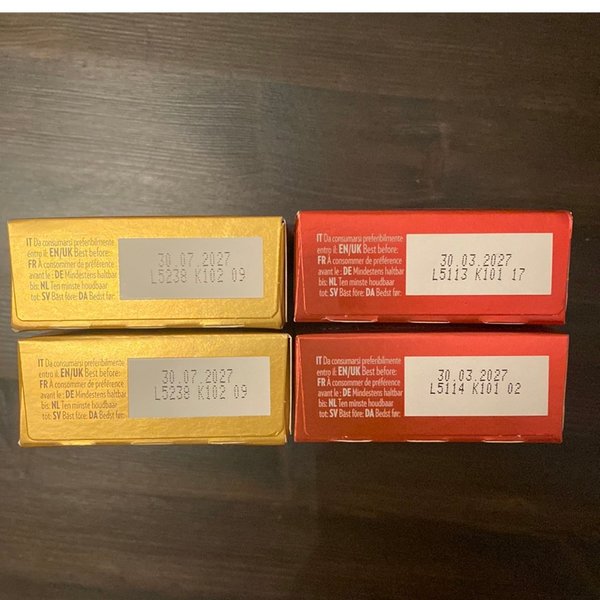 IT Da consumarsi preferibilmente
entro il: EN/UK Best before:
FR À consommer de préférence
avant le : DE Mindestens haltbar
bis: NL Ten minste houdbaar
tot: SV Bäst före: DA Bedst før:
30.07.2027
L5238 K102 09
IT Da consumarsi preferibilmente
entro il: EN/UK Best before:
FR À consommer de préférence
avant le : DE Mindestens haltbar
bis: NL Ten minste houdbaar
tot: SV Bäst före: DA Bedst før:
30.03.2027
L5113 K101 17
IT Da consumarsi preferibilmente
entro il: EN/UK Best before:
FR À consommer de préférence
avant le : DE Mindestens haltbar
bis: NL Ten minste houdbaar
tot: SV Bäst före: DA Bedst før:
30.07.2027
L5238 K102 09
IT Da consumarsi preferibilmente
entro il: EN/UK Best before:
FR À consommer de préférence
avant le : DE Mindestens haltbar
bis: NL Ten minste houdbaar
tot: SV Bäst före: DA Bedst før:
30.03.2027
L5114 K101 02